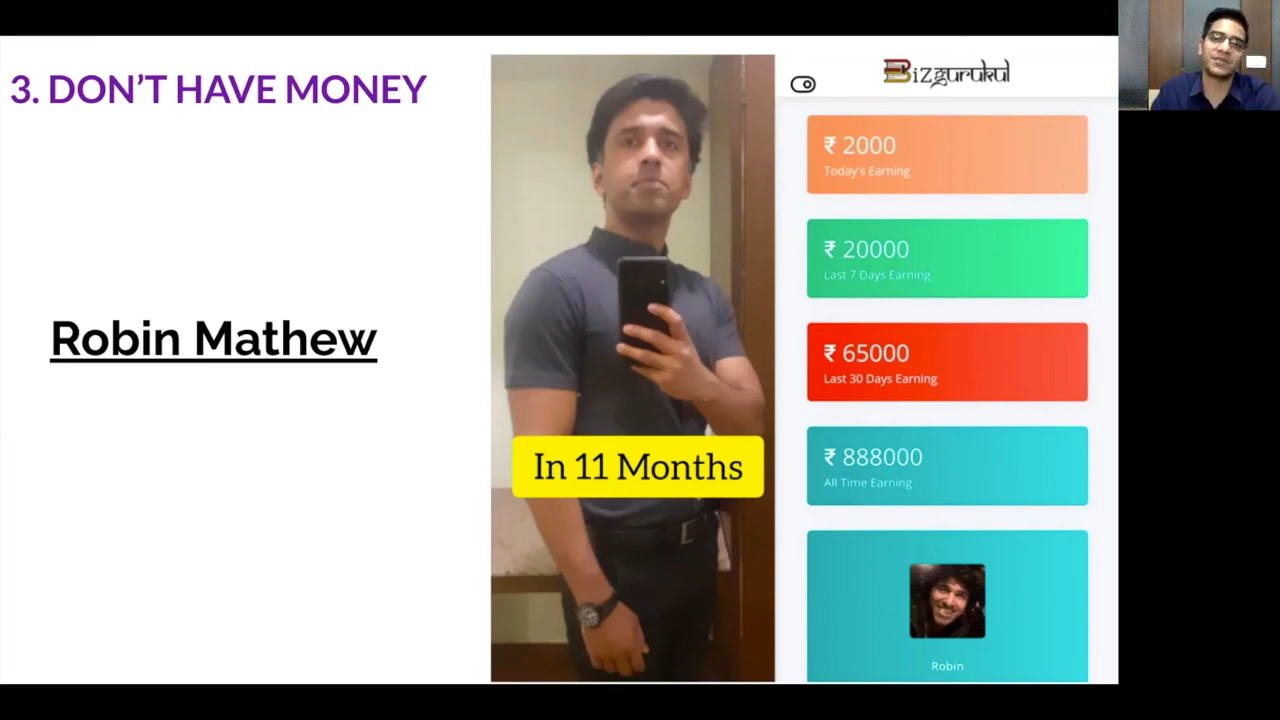 3. DON’T HAVE MONEY
Robin Mathew
In 11 Months
Bizgurukul
₹ 2000
Today's Earning
₹ 20000
Last 7 Days Earning
₹ 65000
Last 30 Days Earning
₹ 888000
All Time Earning
Robin